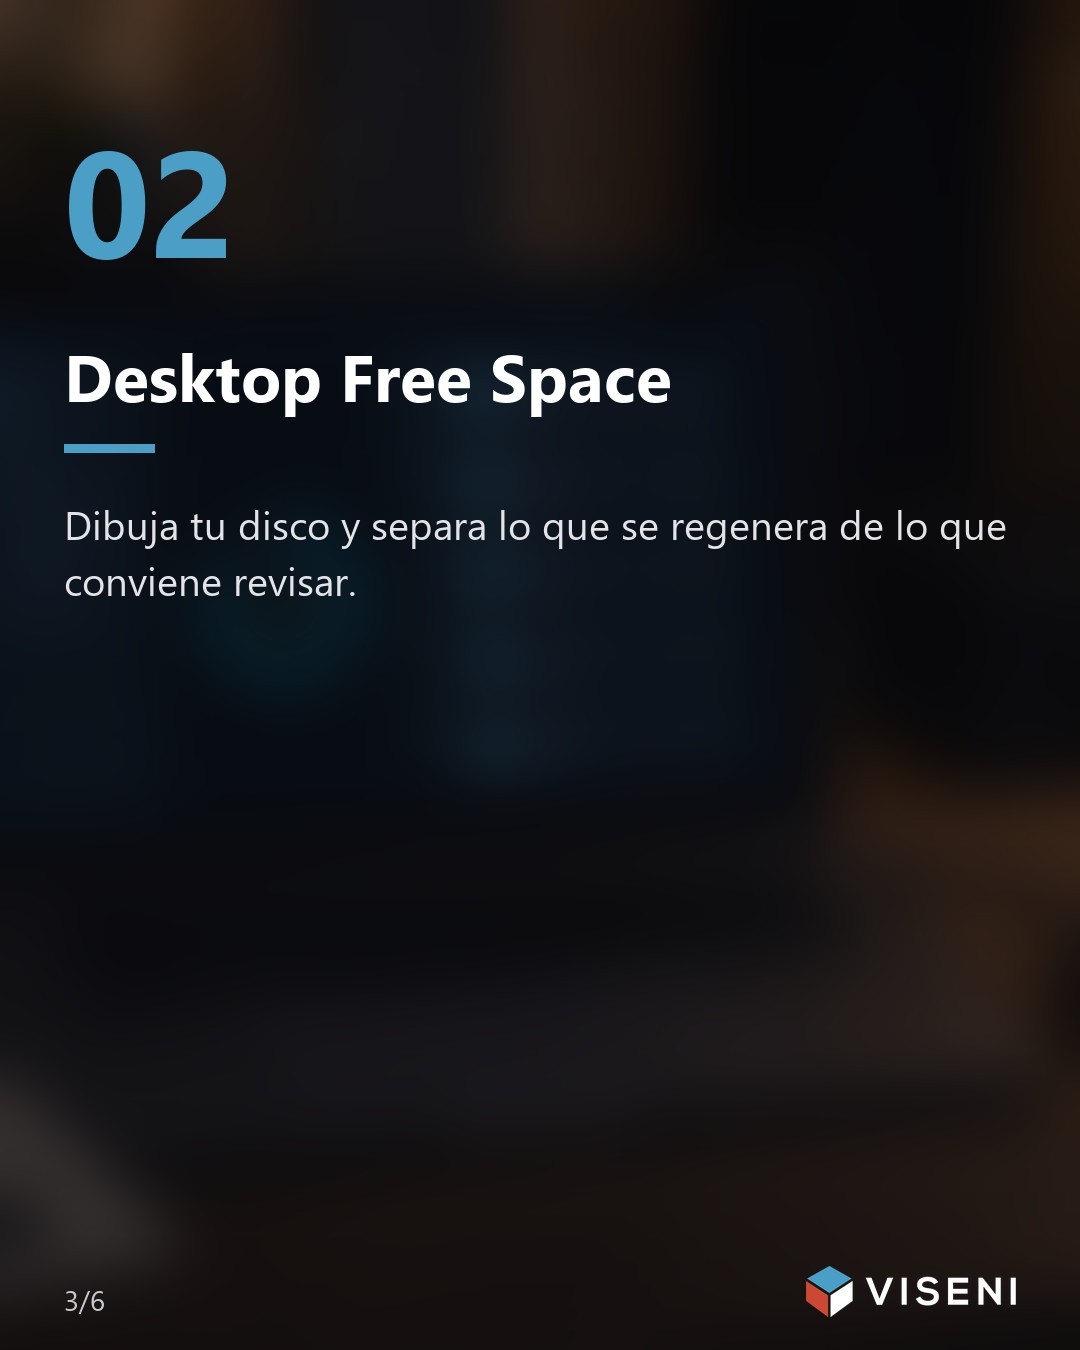 02
Desktop Free Space
Dibuja tu disco y separa lo que se regenera de lo que
conviene revisar.
3/6
VISENI